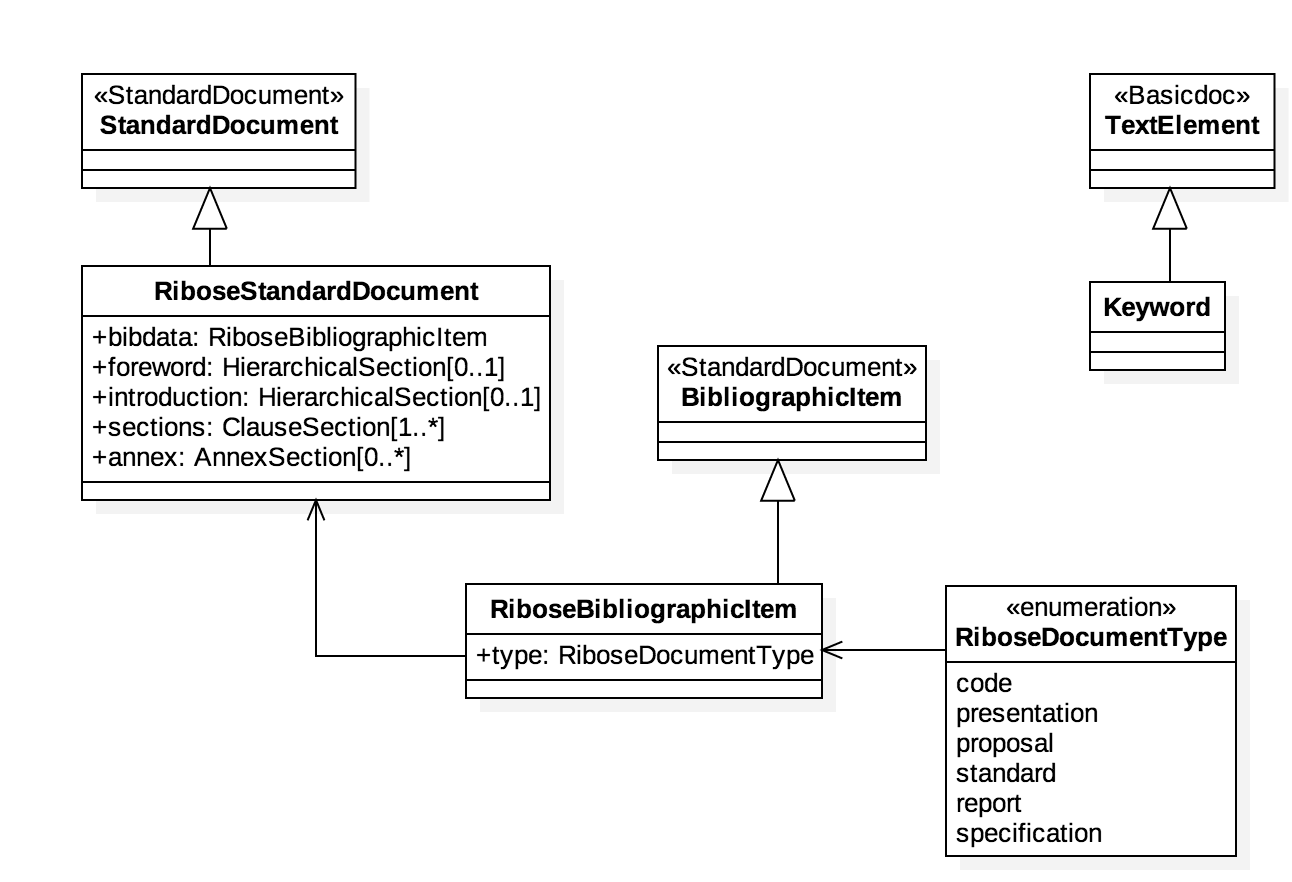 «StandardDocument»
StandardDocument
«Basicdoc»
TextElement
RiboseStandardDocument
+bibdata: RiboseBibliographicItem
+foreword: HierarchicalSection[0..1]
+introduction: HierarchicalSection[0..1]
+sections: ClauseSection[1..*]
+annex: AnnexSection[0..*]
Keyword
«StandardDocument»
BibliographicItem
RiboseBibliographicItem
+type: RiboseDocumentType
«enumeration»
RiboseDocumentType
code
presentation
proposal
standard
report
specification